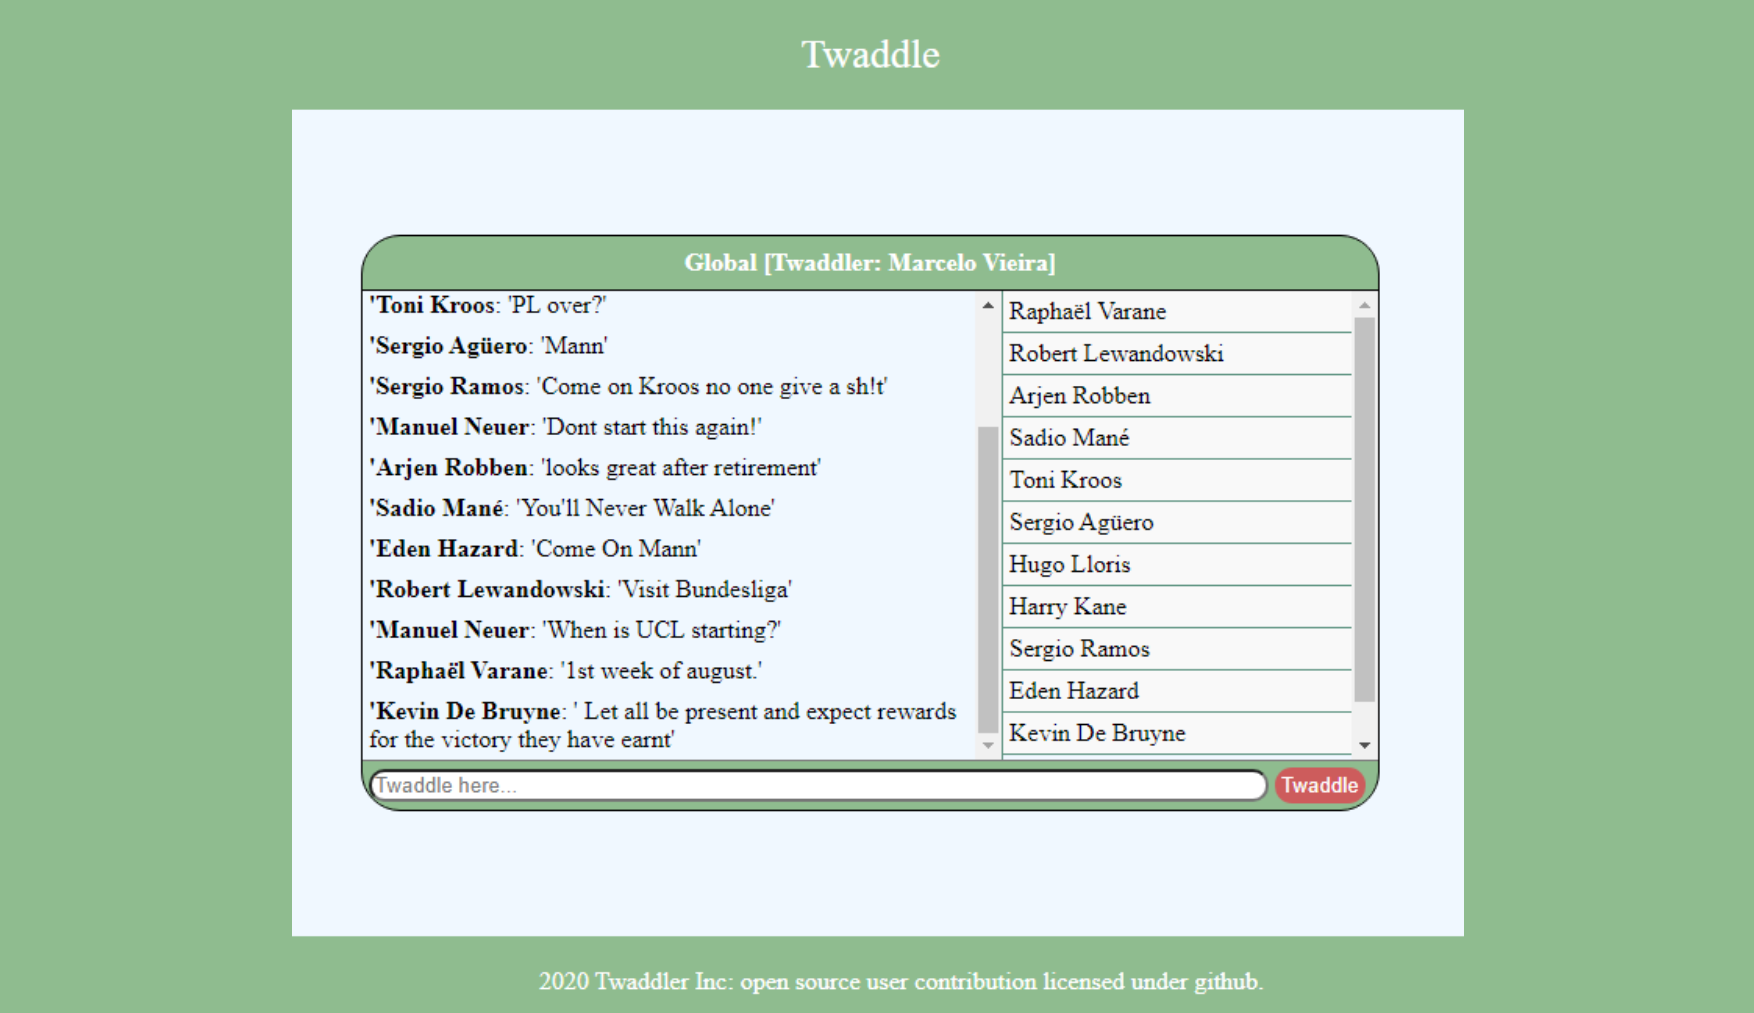 Twaddle
Global [Twaddler: Marcelo Vieira]
'Toni Kroos: 'PL over?'
'Sergio Agüero: 'Mann'
'Sergio Ramos: 'Come on Kroos no one give a sh!t'
'Manuel Neuer: 'Dont start this again!'
'Arjen Robben: 'looks great after retirement'
'Sadio Mané: 'You'll Never Walk Alone'
'Eden Hazard: 'Come On Mann'
'Robert Lewandowski: 'Visit Bundesliga'
'Manuel Neuer: 'When is UCL starting?'
'Raphaël Varane: '1st week of august.'
'Kevin De Bruyne: ' Let all be present and expect rewards
for the victory they have earnt'
Raphaël Varane
Robert Lewandowski
Arjen Robben
Sadio Mané
Toni Kroos
Sergio Agüero
Hugo Lloris
Harry Kane
Sergio Ramos
Eden Hazard
Kevin De Bruyne
Twaddle here...
Twaddle
2020 Twaddler Inc: open source user contribution licensed under github.